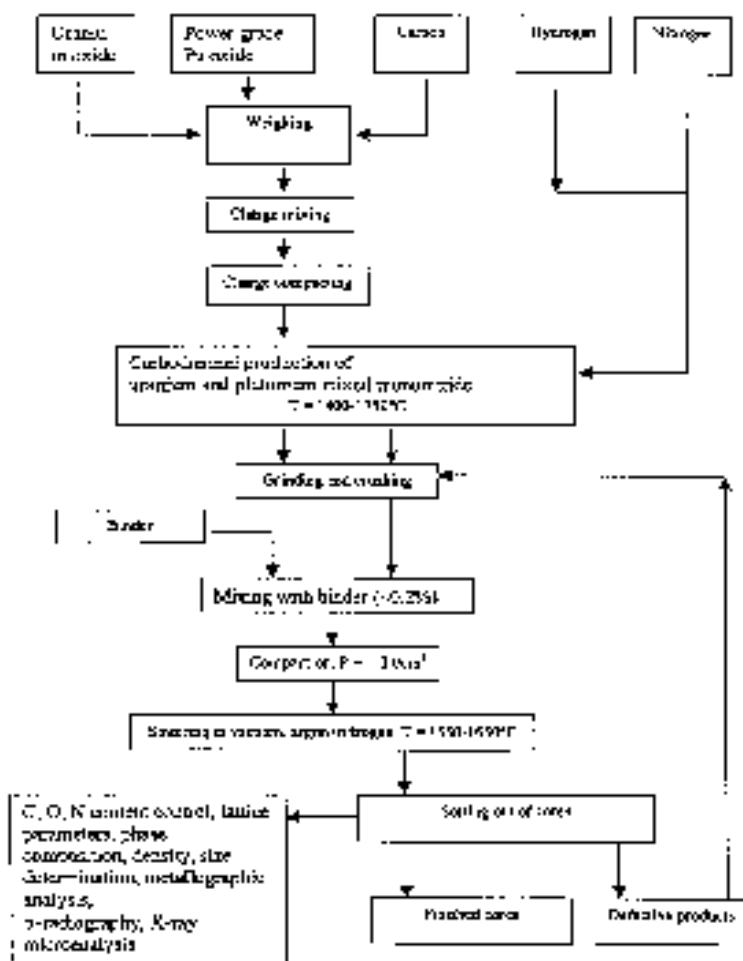 Power grade
Pu oxide
Carbon
Hydrogen
Nitrogen
Weighing
Charge mixing
Charge compacting
Carbothermal production of
uranium and plutonium mixed mononitride
Grinding and crushing
Binder
Mixing with binder
Compaction, P =
Sintering in vacuum, argon nitrogen, T =
Sorting out of cores
C, O, N content control, lattice
parameters, phase
composition, density, size
determination, metallographic
analysis,
α-radiography, X-ray
microanalysis
Finished cores
Defective products